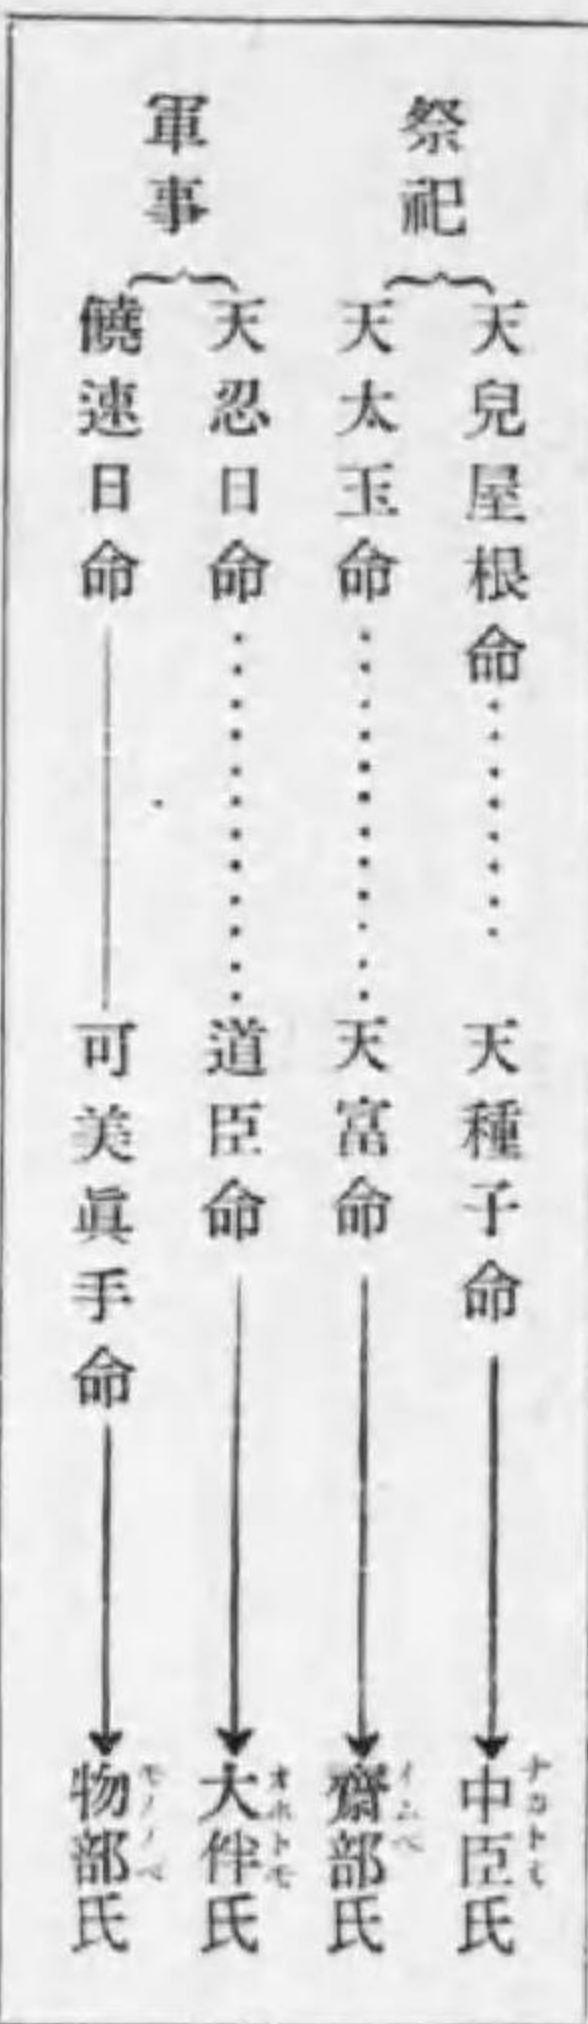 祭祀
天兒屋根命
天種子命
中臣氏
ナカトミ
天太玉命
天富命
齋部氏
イムベ
軍事
天忍日命
道臣命
大伴氏
オホトモ
饒速日命
可美眞手命
物部氏
モノノベ